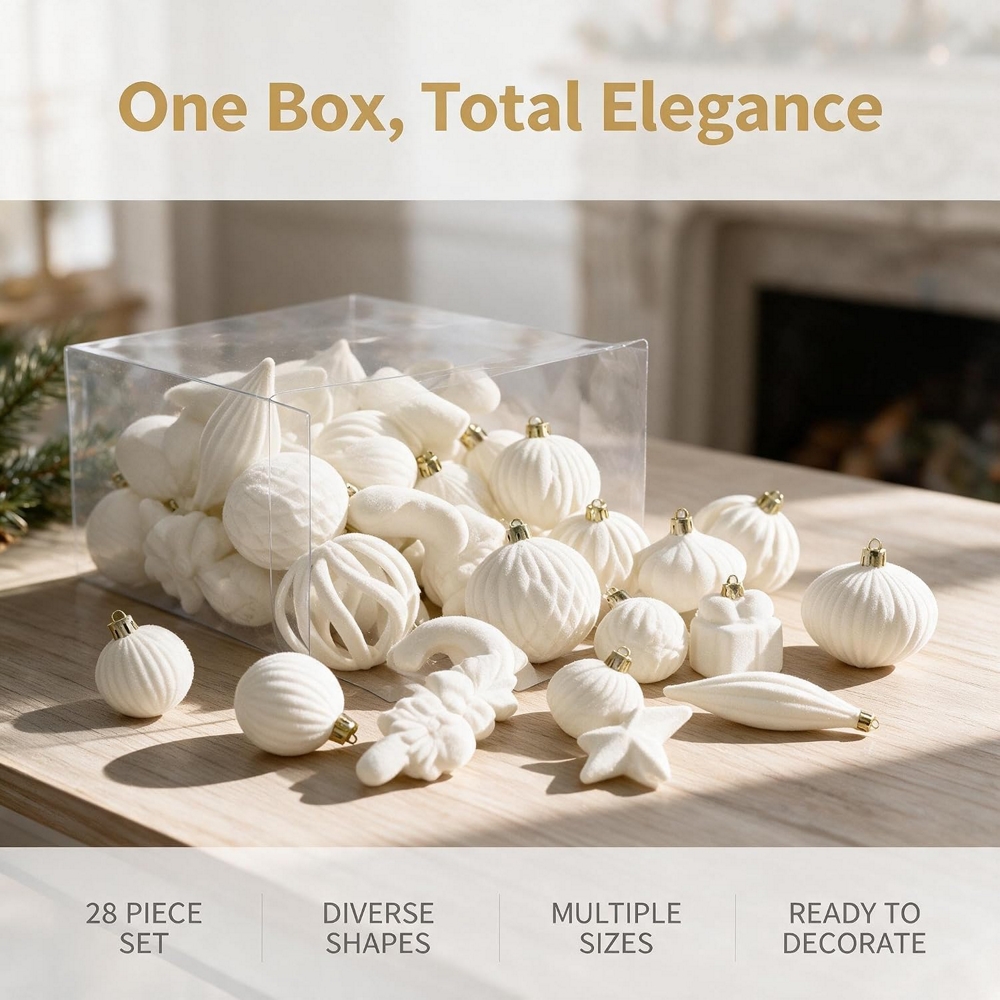 One Box, Total Elegance
28 PIECE
SET
DIVERSE
SHAPES
MULTIPLE
SIZES
READY TO
DECORATE